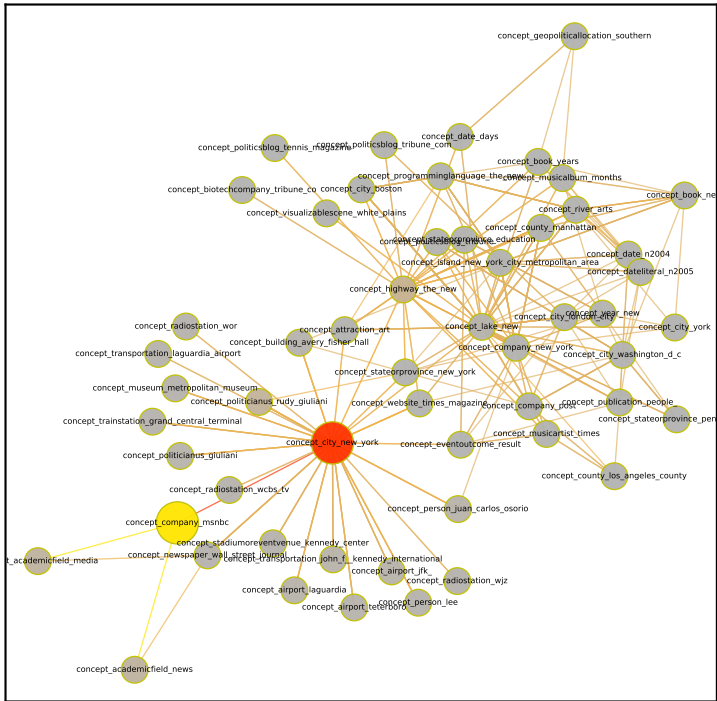 concept_geopoliticallocation_southern
concept_date_days
concept_politicsblog_tennis_magazine
concept_politicsblog_tribune_com
concept_book_years
concept_programminglanguage_the_new
concept_musicalbum_months
concept_biotechcompany_tribune_co
concept_city_boston
concept_visualizablescene_white_plains
concept_river_arts
concept_county_manhattan
concept_stateorprovince_education
concept_date_n2004
concept_island_new_york_city_metropolitan_area
concept_dateliteral_n2005
concept_highway_the_new
concept_year_new
concept_city_london_city
concept_radiostation_wor
concept_attraction_art
concept_lake_new
concept_city_york
concept_building_avery_fisher_hall
concept_company_new_york
concept_transportation_laguardia_airport
concept_city_washington_d_c
concept_stateorprovince_new_york
concept_museum_metropolitan_museum
concept_politicianus_rudy_giuliani
concept_website_times_magazine
concept_company_post
concept_publication_people_
concept_trainstation_grand_central_terminal
concept_stateorprovince_pen
concept_musicartist_times
concept_city_new_york
concept_eventoutcome_result
concept_politicianus_giuliani
concept_county_los_angeles_county
concept_radiostation_wcbs_tv
concept_person_juan_carlos_osorio
concept_company_msnbc
concept_stadiumoreventvenue_kennedy_center
concept_newspaper_wall_street_journal
t_academicfield_media
concept_airport_jfk_
concept_radiostation_wjz
concept_airport_laguardia
concept_person_lee
concept_airport_teterboro
concept_academicfield_news